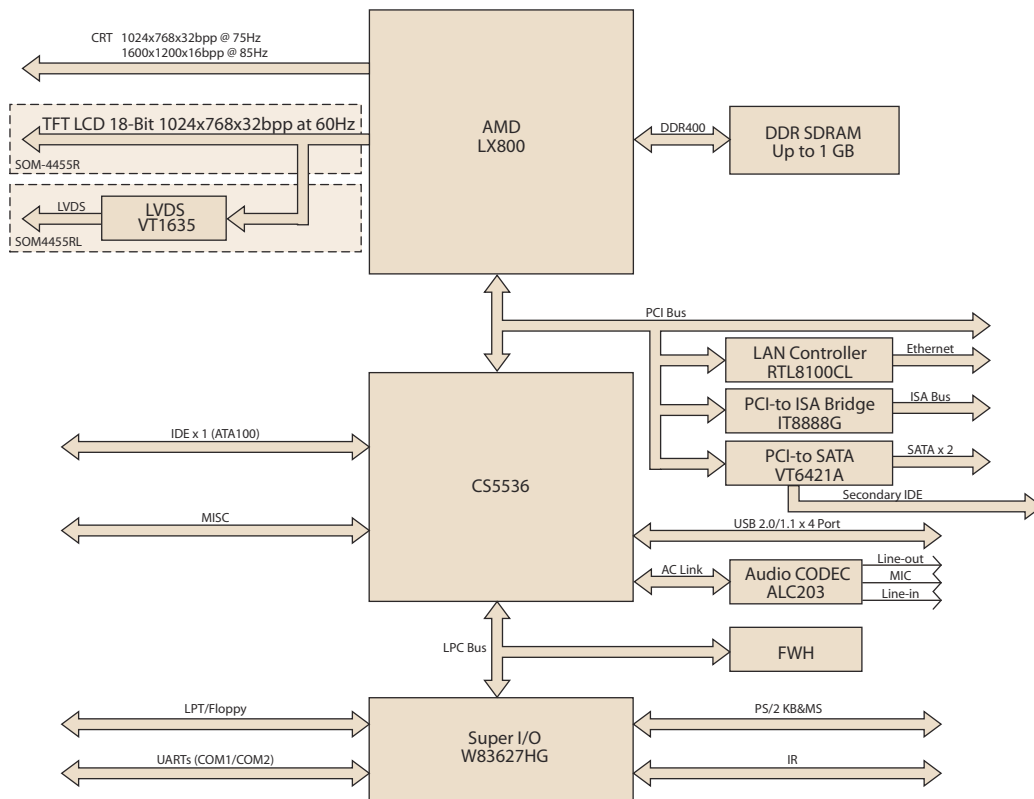 CRT 1024x768x32bpp @ 75Hz
1600x1200x16bpp @ 85Hz
TFT LCD 18-Bit 1024x768x32bpp at 60Hz
SOM-4455R
LVDS
LVDS
VT1635
SOM4455RL
AMD
LX800
DDR400
DDR SDRAM
Up to 1 GB
PCI Bus
LAN Controller
RTL8100CL
Ethernet
PCI-to ISA Bridge
IT8888G
ISA Bus
PCI-to SATA
VT6421A
SATA x 2
Secondary IDE
IDE x 1 (ATA100)
MISC
CS5536
USB 2.0/1.1 x 4 Port
AC Link
Audio CODEC
ALC203
Line-out
MIC
Line-in
LPC Bus
FWH
LPT/Floppy
UARTs (COM1/COM2)
Super I/O
W83627HG
PS/2 KB&MS
IR